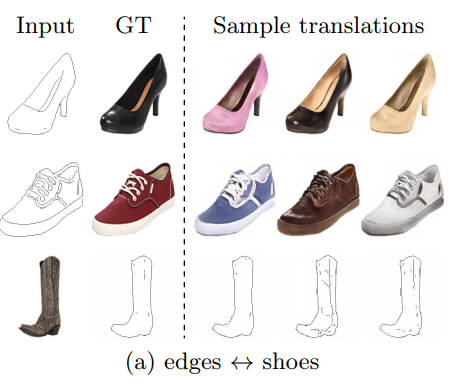 Input GT Sample translations
(a) edges ↔ shoes